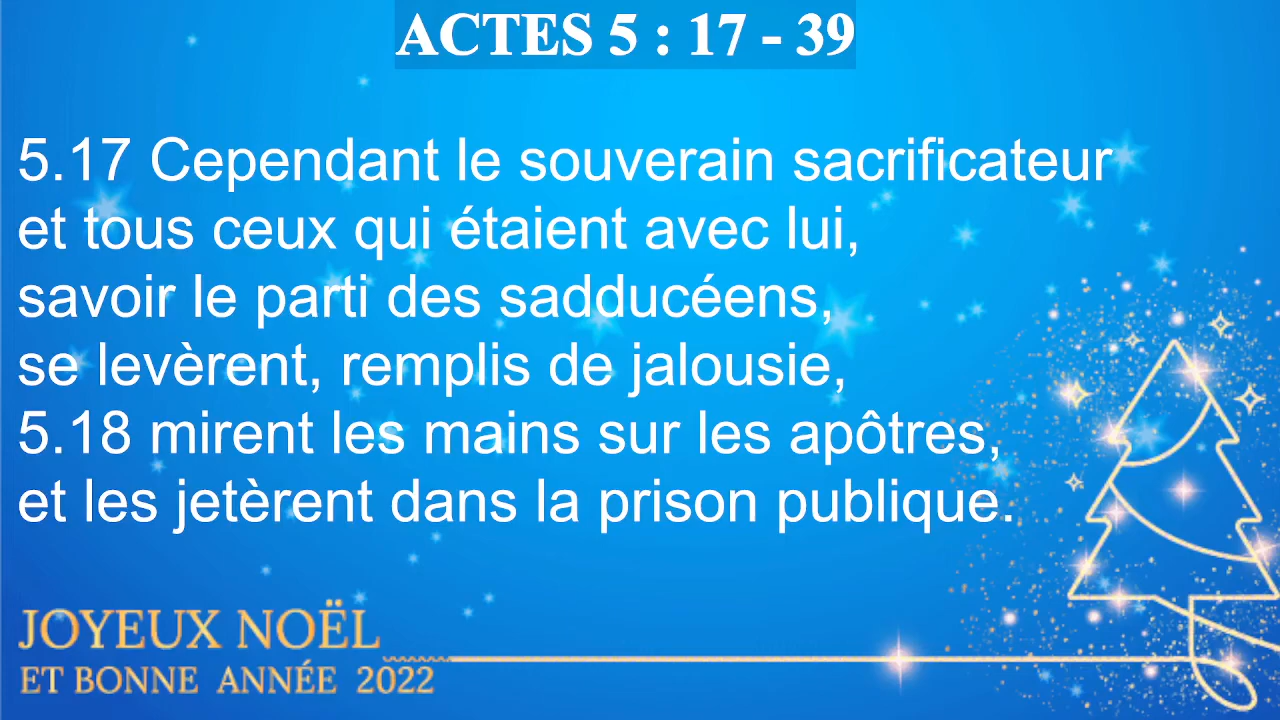 ACTES 5 : 17 - 39
5.17 Cependant le souverain sacrificateur
et tous ceux qui étaient avec lui,
savoir le parti des sadducéens,
se levèrent, remplis de jalousie,
5.18 mirent les mains sur les apôtres,
et les jetèrent dans la prison publique.
JOYEUX NOËL
ET BONNE ANNÉE 2022